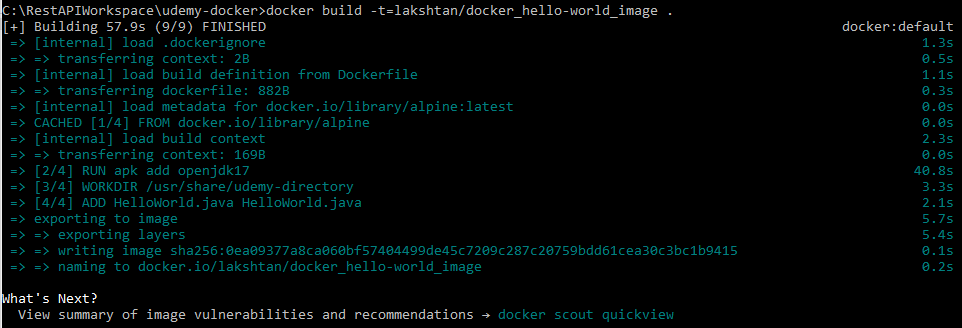 C:\RestAPIWorkspace\udemy-docker>docker build -t=lakshtan/docker_hello-world_image .
[+] Building 57.9s (9/9) FINISHED docker:default
=> [internal] load .dockerignore 1.3s
=> => transferring context: 2B 0.5s
=> [internal] load build definition from Dockerfile 1.1s
=> => transferring dockerfile: 882B 0.3s
=> [internal] load metadata for docker.io/library/alpine:latest 0.0s
=> CACHED [1/4] FROM docker.io/library/alpine 0.0s
=> [internal] load build context 2.3s
=> => transferring context: 169B 0.0s
=> [2/4] RUN apk add openjdk17 40.8s
=> [3/4] WORKDIR /usr/share/udemy-directory 3.3s
=> [4/4] ADD HelloWorld.java HelloWorld.java 2.1s
=> exporting to image 5.7s
=> => exporting layers 5.4s
=> => writing image sha256:0ea09377a8ca060bf57404499de45c7209c287c20759bdd61cea30c3bc1b9415 0.1s
=> => naming to docker.io/lakshtan/docker_hello-world_image 0.2s
What's Next?
View summary of image vulnerabilities and recommendations → docker scout quickview